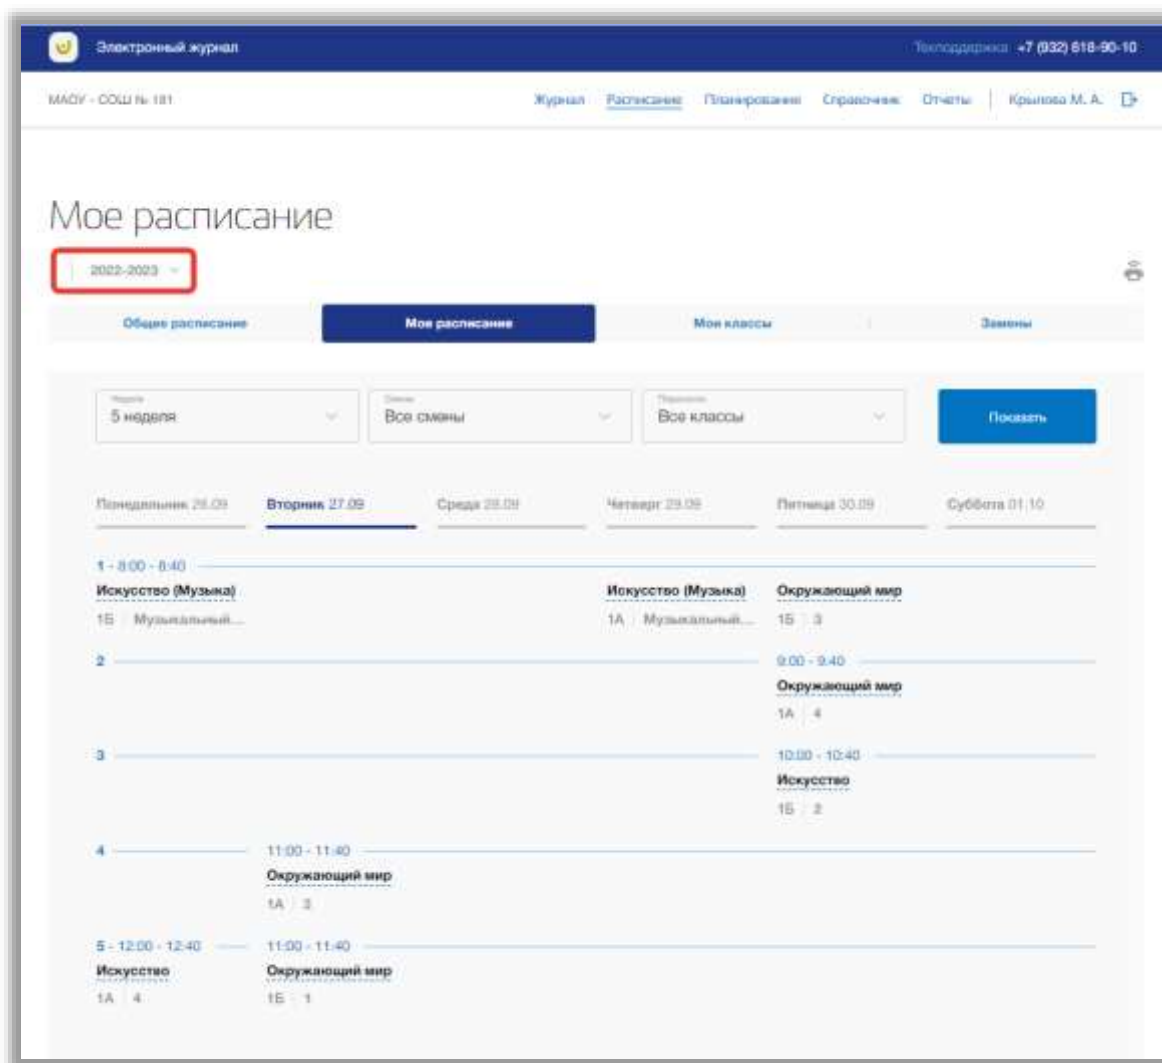 Электронный журнал Техподдержка +7 (932) 618-90-10
МАОУ - СОШ № 181 Журнал Расписание Планирование Справочник Отчеты Крылова М. А.
Мое расписание
2022-2023
Общее расписание Мое расписание Мои классы Замены
Неделя Смены
5 неделя Все смены Все классы Показать
Понедельник 26.09 Вторник 27.09 Среда 28.09 Четверг 29.09 Пятница 30.09 Суббота 01.10
1 - 8:00 - 8:40
Искусство (Музыка) Искусство (Музыка) Окружающий мир
1Б Музыкальный... 1А Музыкальный... 1Б 3
2 9:00 - 9:40
Окружающий мир
1А 4
3 10:00 - 10:40
Искусство
1Б 2
4 11:00 - 11:40
Окружающий мир
1А 3
5 - 12:00 - 12:40 11:00 - 11:40
Искусство Окружающий мир
1А 4 1Б 1